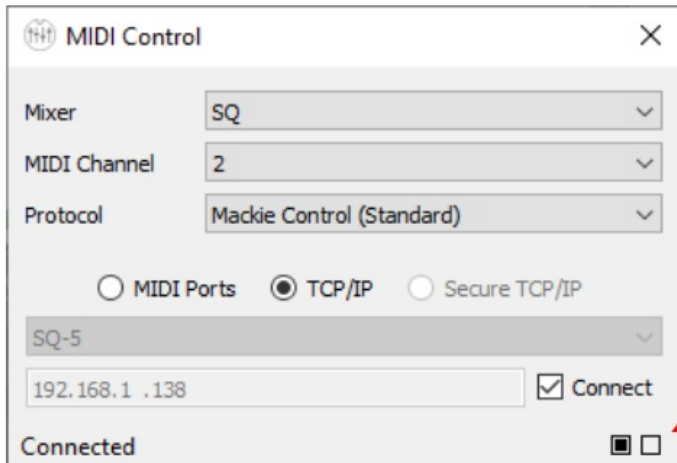 MIDI Control
Mixer SQ
MIDI Channel 2
Protocol Mackie Control (Standard)
MIDI Ports TCP/IP Secure TCP/IP
SQ-5
192.168.1 .138 Connect
Connected